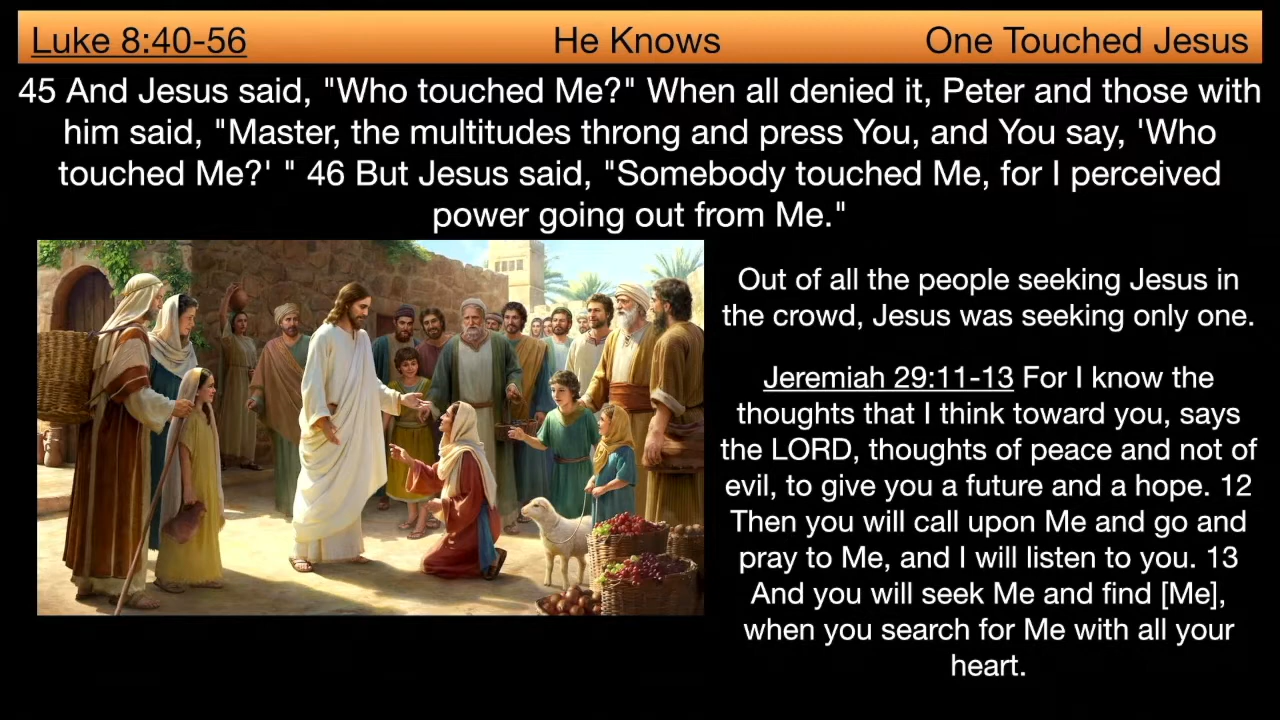 Luke 8:40-56 He Knows One Touched Jesus
45 And Jesus said, "Who touched Me?" When all denied it, Peter and those with
him said, "Master, the multitudes throng and press You, and You say, 'Who
touched Me?' " 46 But Jesus said, "Somebody touched Me, for I perceived
power going out from Me."
Out of all the people seeking Jesus in
the crowd, Jesus was seeking only one.
Jeremiah 29:11-13 For I know the
thoughts that I think toward you, says
the LORD, thoughts of peace and not of
evil, to give you a future and a hope. 12
Then you will call upon Me and go and
pray to Me, and I will listen to you. 13
And you will seek Me and find [Me],
when you search for Me with all your
heart.